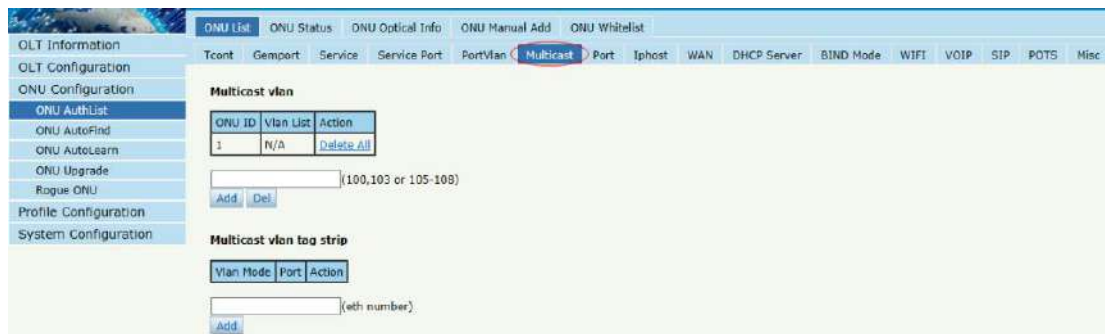 ONU List ONU Status ONU Optical Info ONU Manual Add ONU Whitelist
Tcont Gemport Service Service Port PortVlan Multicast Port Iphost WAN DHCP Server BIND Mode WIFI VOIP SIP POTS Misc
OLT Information
OLT Configuration
ONU Configuration
ONU AuthList
ONU AutoFind
ONU AutoLearn
ONU Upgrade
Rogue ONU
Profile Configuration
System Configuration
Multicast vlan
ONU ID Vlan List Action
1 N/A Delete All
(100,103 or 105-108)
Add Del
Multicast vlan tag strip
Vlan Mode Port Action
(eth number)
Add